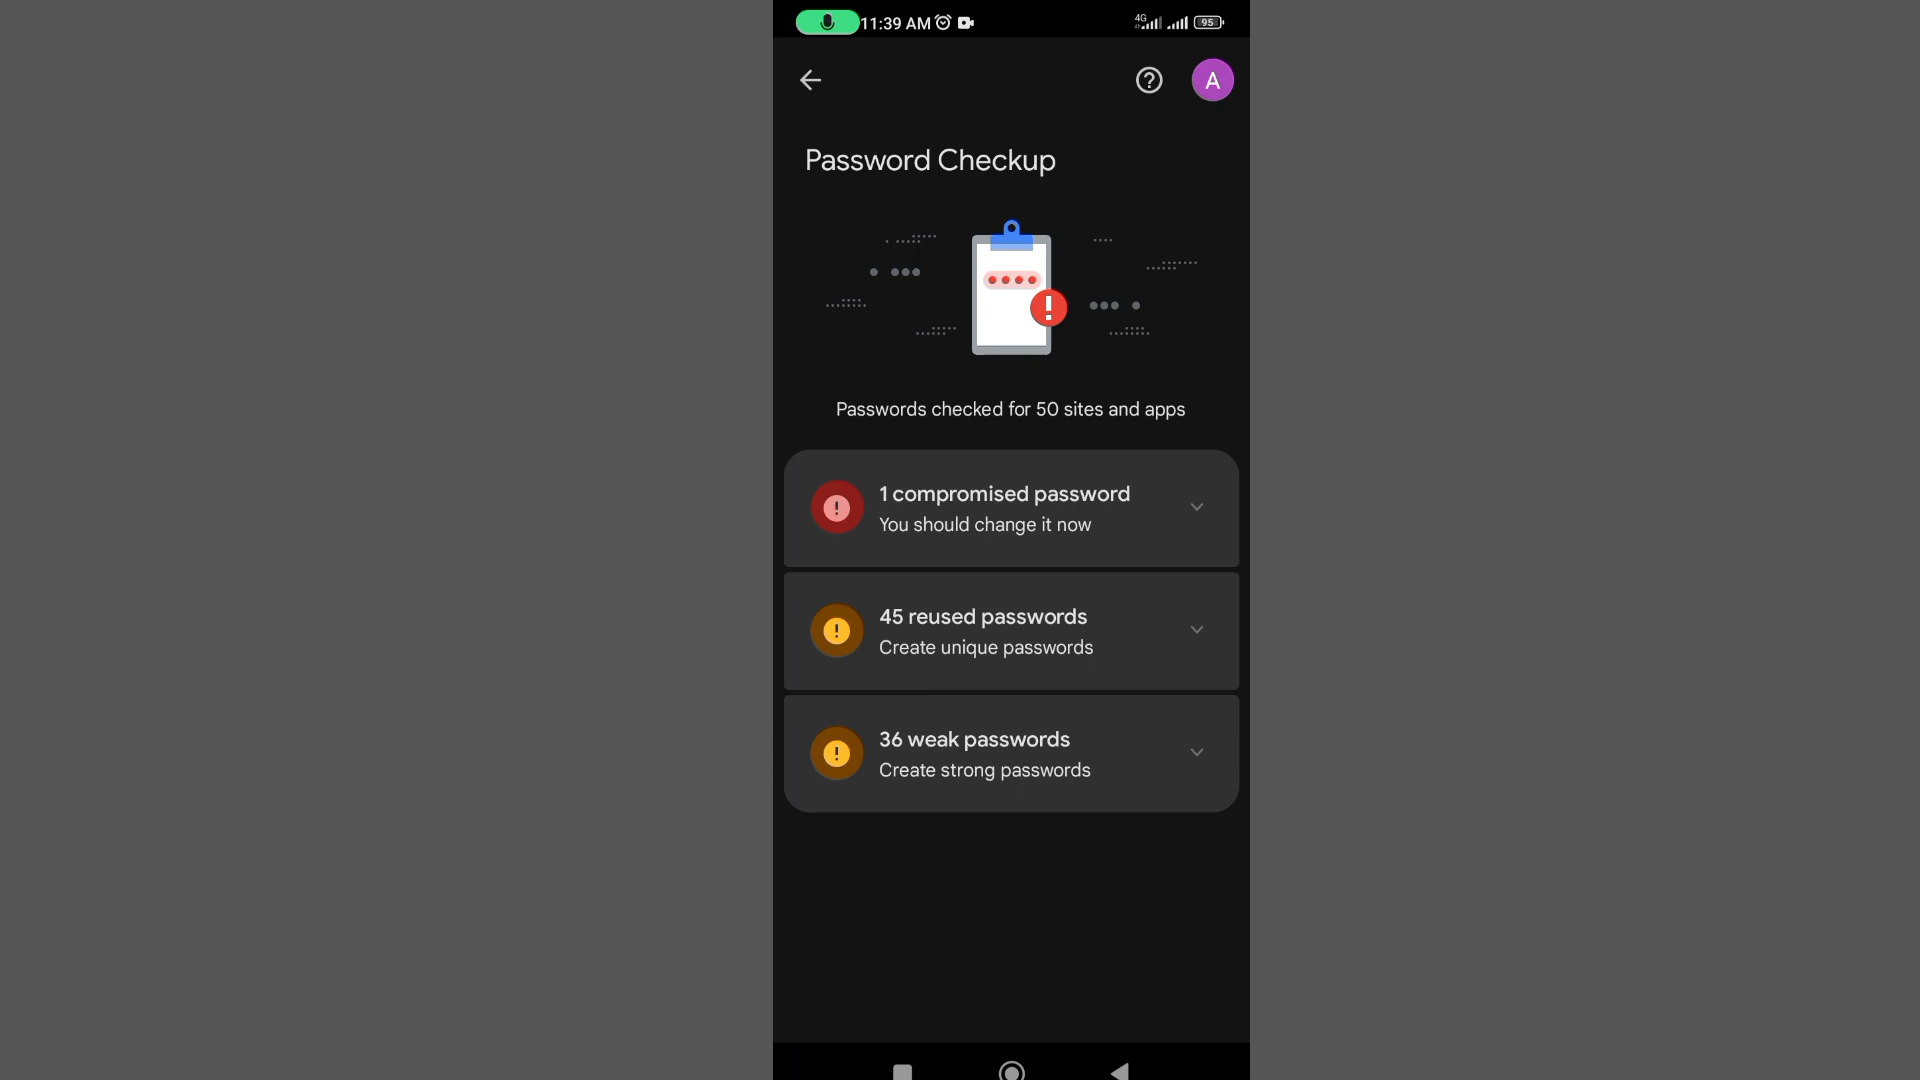 11:39 AM 4G 95
A
Password Checkup
Passwords checked for 50 sites and apps
1 compromised password
You should change it now
45 reused passwords
Create unique passwords
36 weak passwords
Create strong passwords